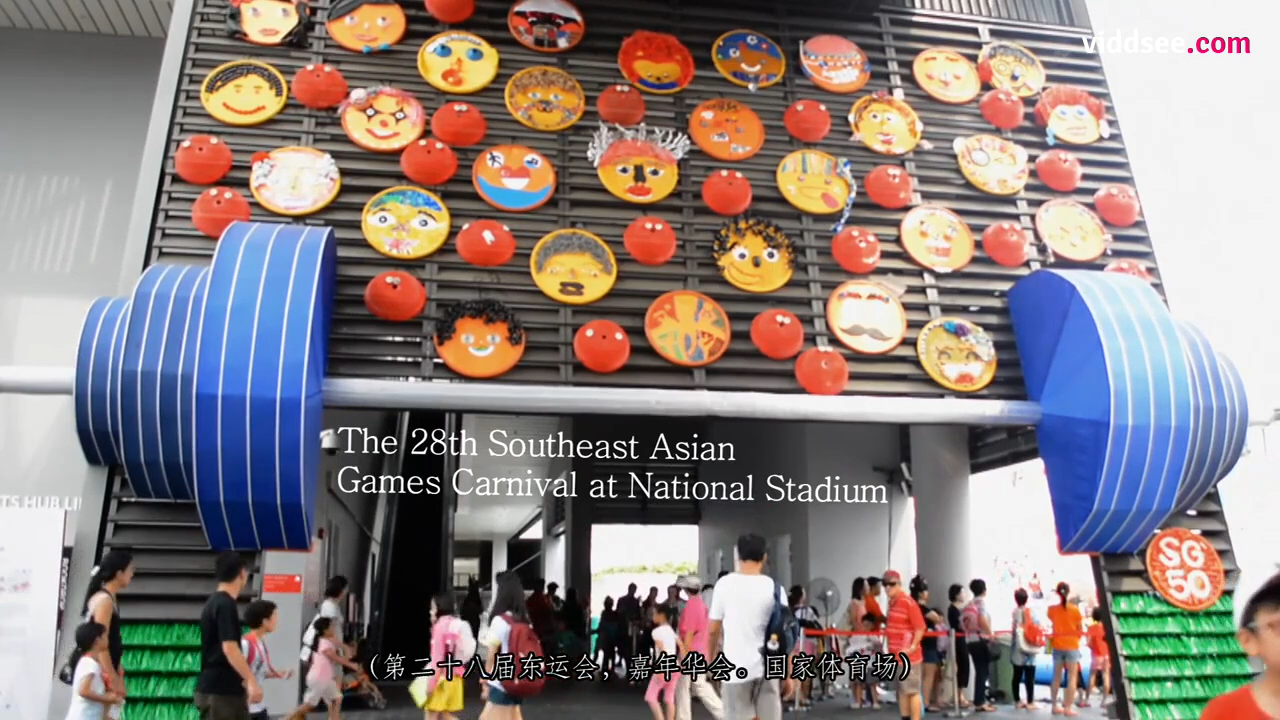 viddsee.com
The 28th Southeast Asian
Games Carnival at National Stadium
SG
50
(第二十八届东运会，嘉年华会。国家体育场)